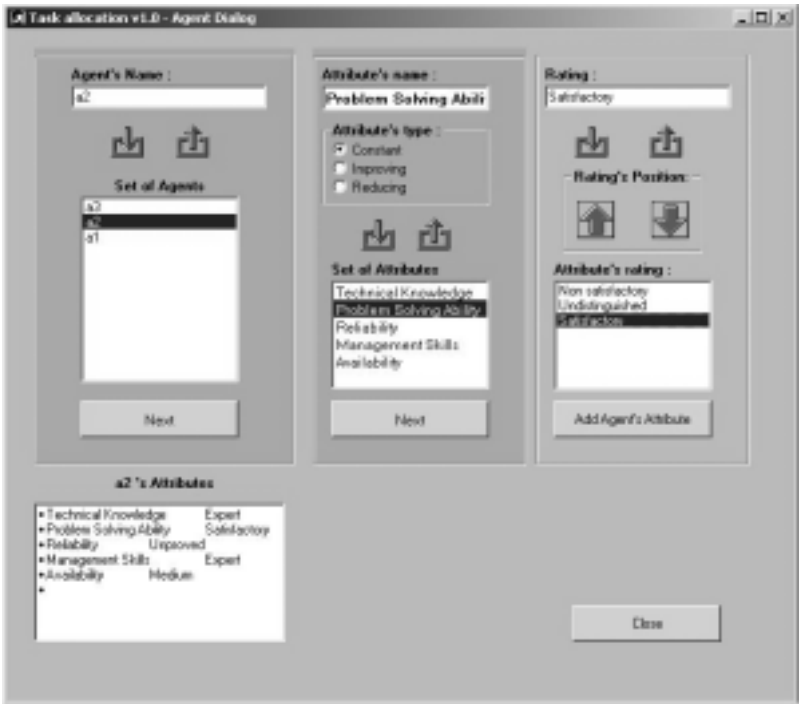 Task allocation v1.0 - Agent Dialog
Agent's Name :
a2
Set of Agents
a3
a2
a1
Next
Attribute's name :
Problem Solving Abili
Attribute's type :
Constant
Improving
Reducing
Set of Attributes
Technical Knowledge
Problem Solving Ability
Reliability
Management Skills
Availability
Next
Rating :
Satisfactory
Rating's Position:
Attribute's rating :
Non satisfactory
Undistinguished
Satisfactory
Add Agent's Attribute
a2 's Attributes
•Technical Knowledge Expert
•Problem Solving Ability Satisfactory
•Reliability Unproved
•Management Skills Expert
•Availability Medium
•
Close